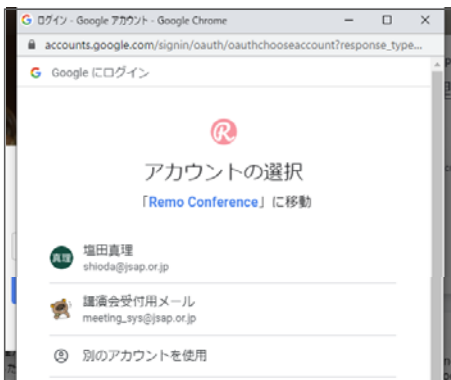 ログイン - Google アカウント - Google Chrome
accounts.google.com/signin/oauth/oauthchooseaccount?response_type...
Google にログイン
アカウントの選択
「Remo Conference」に移動
真理
塩田真理
shioda@jsap.or.jp
講演会受付用メール
meeting_sys@jsap.or.jp
別のアカウントを使用